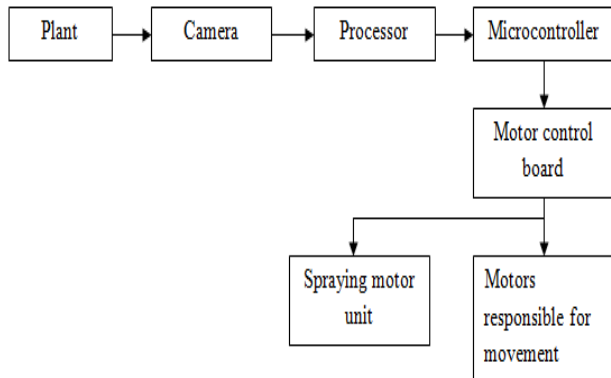 Plant
Camera
Processor
Microcontroller
Motor control
board
Spraying motor
unit
Motors
responsible for
movement